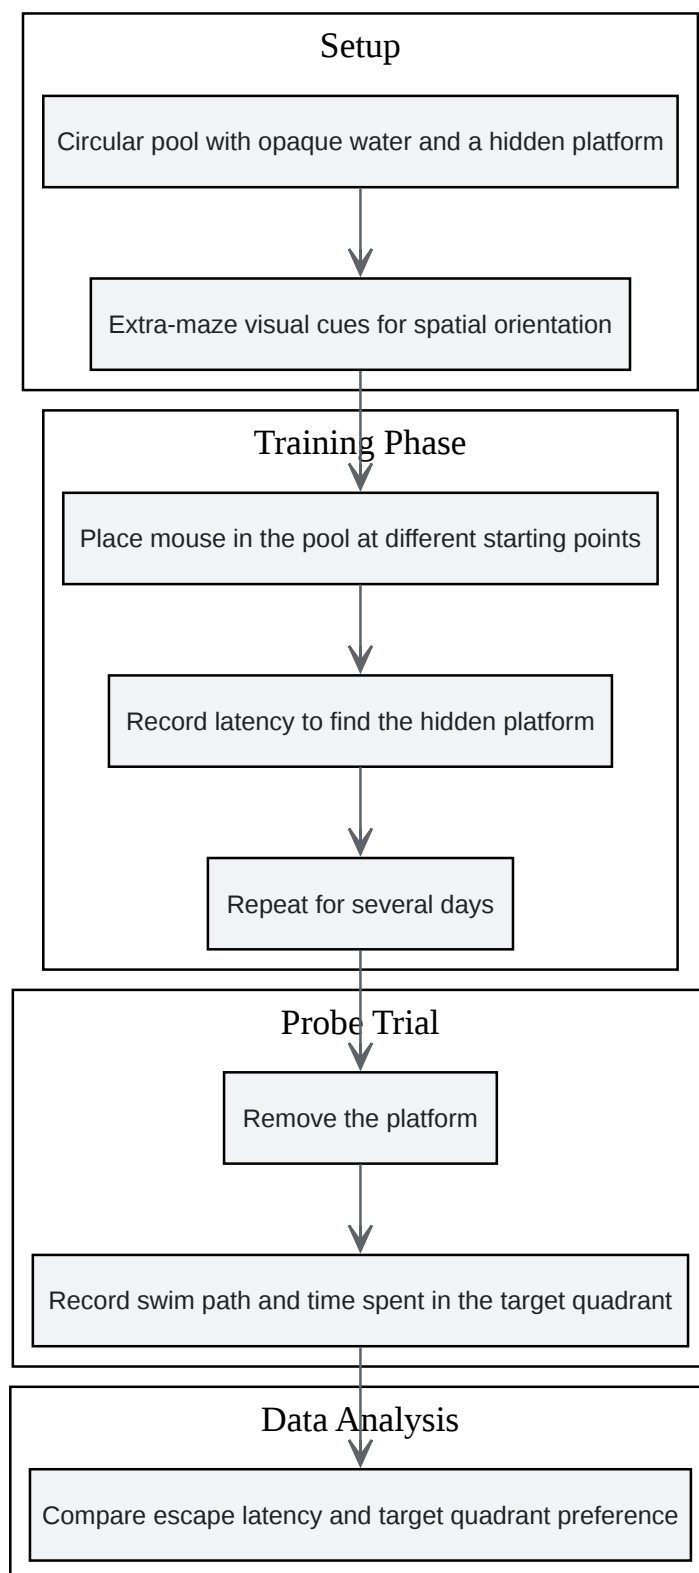 Setup
Circular pool with opaque water and a hidden platform
Extra-maze visual cues for spatial orientation
Training Phase
Place mouse in the pool at different starting points
Record latency to find the hidden platform
Repeat for several days
Probe Trial
Remove the platform
Record swim path and time spent in the target quadrant
Data Analysis
Compare escape latency and target quadrant preference